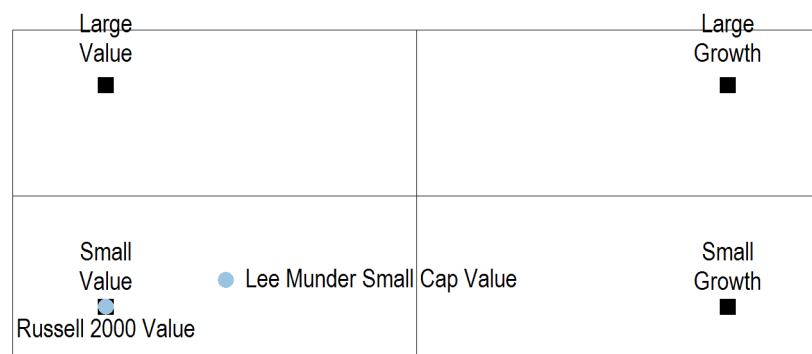 Large
Value
Large
Growth
Small
Value
Lee Munder Small Cap Value
Small
Growth
Russell 2000 Value